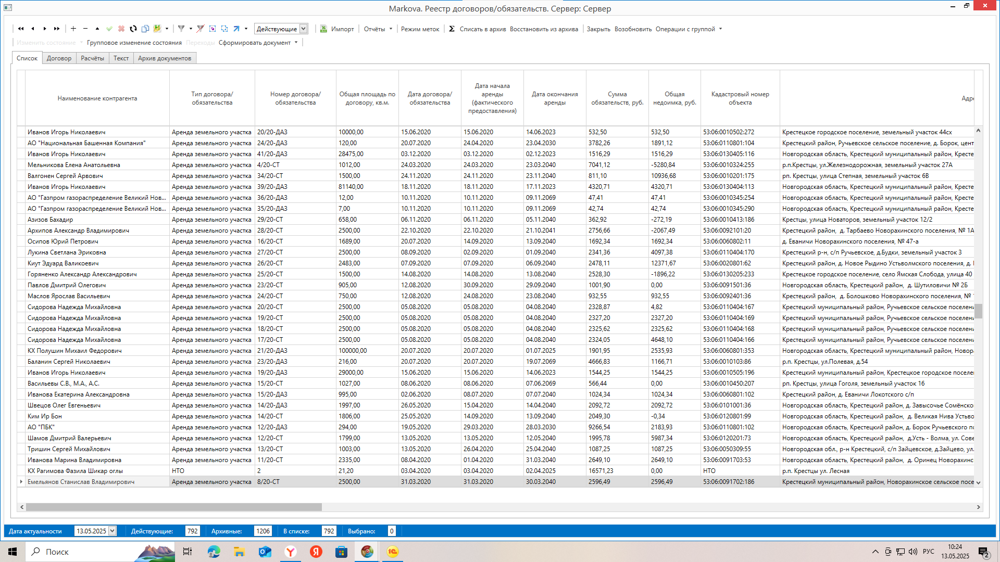 Markova. Реестр договоров/обязательств. Сервер: Сервер
Действующие Импорт Отчёты Режим меток Σ Списать в архив Восстановить из архива Закрыть Возобновить Операции с группой
Изменить состояние Групповое изменение состояния Переходы Сформировать документ
Список Договор Расчёты Текст Архив документов
Наименование контрагента Тип договора/ обязательства Номер договора/ обязательства Общая площадь по договору, кв.м. Дата договора/ обязательства Дата начала аренды (фактического предоставления) Дата окончания аренды Сумма обязательств, руб. Общая недоимка, руб. Кадастровый номер объекта Адре
Иванов Игорь Николаевич Аренда земельного участка 20/20-ДАЗ 10000,00 15.06.2020 15.06.2020 14.06.2023 532,50 532,50 53:06:0010502:272 Крестецкое городское поселение, земельный участок 44сх
АО "Национальная Башенная Компания" Аренда земельного участка 24/20-ДАЗ 120,00 20.07.2020 24.04.2020 23.04.2030 3782,26 1891,12 53:06:0110801:104 Крестецкий район, Ручьевское сельское поселение, д. Борок, цент
Иванов Игорь Николаевич Аренда земельного участка 41/20-ДАЗ 28475,00 03.12.2020 03.12.2020 02.12.2023 1516,29 1516,29 53:06:0130405:116 Новгородская область, Крестецкий муниципальный район, Кресте
Мельникова Елена Анатольевна Аренда земельного участка 4/20-СТ 1012,00 24.03.2020 24.03.2020 23.03.2040 7041,12 -5280,84 53:06:0010324:255 р.п.Крестцы, ул.Железнодорожная, земельный участок 27А
Валгонен Сергей Арвович Аренда земельного участка 34/20-СТ 1500,00 24.11.2020 24.11.2020 23.11.2040 811,10 10936,68 53:06:0010201:175 рп. Крестцы, улица Степная, земельный участок 6В
Иванов Игорь Николаевич Аренда земельного участка 39/20-ДАЗ 81140,00 18.11.2020 18.11.2020 17.11.2023 4320,71 4320,71 53:06:0130404:113 Новгородская область, Крестецкий муниципальный район, Кресте
АО "Газпром газораспределение Великий Нов... Аренда земельного участка 36/20-ДАЗ 12,00 10.11.2020 10.11.2020 09.11.2069 47,41 47,41 53:06:0010345:254 Новгородская область, Крестецкий муниципальный район, Кресте
АО "Газпром газораспределение Великий Нов... Аренда земельного участка 35/20-ДАЗ 7,00 10.11.2020 10.11.2020 09.11.2069 42,74 42,74 53:06:0010345:290 Новгородская область, Крестецкий муниципальный район, Кресте
Азизов Бахадир Аренда земельного участка 29/20-СТ 658,00 06.11.2020 06.11.2020 05.11.2040 362,92 -272,19 53:06:0010413:186 Крестцы, улица Новаторов, земельный участок 12/2
Архипов Александр Владимирович Аренда земельного участка 28/20-СТ 2500,00 22.10.2020 22.10.2020 21.10.2041 2756,66 -2067,49 53:06:0092101:20 Крестецкий район, д. Тарбаево Новорахинского поселения, № 1А
Осипов Юрий Петрович Аренда земельного участка 16/20-СТ 1689,00 20.07.2020 14.09.2020 13.09.2040 1692,34 1692,34 53:06:0060802:11 д. Еваничи Новорахинского поселения, № 47-а
Лукина Светлана Эриковна Аренда земельного участка 27/20-СТ 2500,00 08.09.2020 02.09.2020 01.09.2040 2341,36 4097,38 53:06:0110404:170 Крестецкий р-н, с/п Ручьевское, д.Будки, земельный участок 3
Киут Эдуард Валикоевич Аренда земельного участка 26/20-СТ 2483,00 07.09.2020 07.09.2020 06.09.2040 2478,11 12371,67 53:06:0020801:62 Крестецкий район, д. Новое Рыдино Устьволмского поселения, д.
Горяненко Александр Александрович Аренда земельного участка 25/20-СТ 1500,00 14.08.2020 14.08.2020 13.08.2040 2528,30 -1896,22 53:06:0130205:233 Крестецкое городское поселение, село Ямская Слобода, улица 40
Павлов Дмитрий Олегович Аренда земельного участка 23/20-СТ 905,00 12.08.2020 30.09.2020 29.09.2040 1001,90 0,00 53:06:0091501:36 Новгородская область, Крестецкий район, д. Шутиловичи № 2Б
Маслов Ярослав Васильевич Аренда земельного участка 24/20-СТ 750,00 12.08.2020 24.08.2020 23.08.2040 932,55 932,55 53:06:0092401:36 Крестецкий район, д. Болошково Новорахинского поселения, №
Сидорова Надежда Михайловна Аренда земельного участка 20/20-СТ 2500,00 05.08.2020 05.08.2020 04.08.2040 2328,87 4,82 53:06:0110404:167 Крестецкий муниципальный район, Ручьевское сельское поселени
Сидорова Надежда Михайловна Аренда земельного участка 19/20-СТ 2500,00 05.08.2020 05.08.2020 04.08.2040 2327,20 2327,20 53:06:0110404:169 Крестецкий муниципальный район, Ручьевское сельское поселени
Сидорова Надежда Михайловна Аренда земельного участка 18/20-СТ 2500,00 05.08.2020 05.08.2020 04.08.2040 2325,62 2325,62 53:06:0110404:168 Крестецкий муниципальный район, Ручьевское сельское поселени
Сидорова Надежда Михайловна Аренда земельного участка 17/20-СТ 2500,00 05.08.2020 05.08.2020 04.08.2040 2324,05 4648,10 53:06:0110404:166 Крестецкий муниципальный район, Ручьевское сельское поселени
КХ Полушин Михаил Федорович Аренда земельного участка 21/20-ДАЗ 100000,00 20.07.2020 20.07.2020 01.07.2025 1901,95 2535,93 53:06:0060801:353 Новгородская область, Крестецкий муниципальный район, Новора
Баланин Сергей Николаевич Аренда земельного участка 23/20-ДАЗ 216,00 20.07.2020 20.07.2020 19.07.2069 4666,83 1166,71 53:06:0010103:86 р.п. Крестцы, ул.Полевая, д.54
Иванов Игорь Николаевич Аренда земельного участка 19/20-ДАЗ 29000,00 15.06.2020 15.06.2020 14.06.2023 1544,25 1544,25 53:06:0010505:196 Крестецкий муниципальный район, Крестецкое городское поселе
Васильевы С.В., М.А., А.С. Аренда земельного участка 15/20-СТ 1027,00 08.06.2020 08.06.2020 07.06.2069 566,44 0,00 53:06:0010450:207 рп. Крестцы, улица Гоголя, земельный участок 16
Иванова Екатерина Александровна Аренда земельного участка 15/20-ДАЗ 995,00 02.06.2020 08.07.2020 07.07.2040 1024,34 1024,34 53:06:0060801:102 Крестецкий район, д. Еваничи Локотского с/п
Швецов Олег Евгеньевич Аренда земельного участка 14/20-ДАЗ 1997,00 26.05.2020 15.04.2020 14.04.2040 2092,72 2092,72 53:06:0101001:36 Новгородская область, Крестецкий район, д. Завысочье Сомёнско
Ким Ир Бон Аренда земельного участка 14/20-СТ 1806,00 25.05.2020 14.09.2020 13.09.2040 2049,30 -0,34 53:06:0120801:99 Новгородская область, Крестецкий район, д. Великая Нива Устьво
АО "ПБК" Аренда земельного участка 12/20-ДАЗ 294,00 19.05.2020 29.03.2020 28.03.2030 9266,54 2183,93 53:06:0110801:102 Новгородская область, Крестецкий район, д. Борок Ручьевского по
Шамов Дмитрий Валерьевич Аренда земельного участка 12/20-СТ 1799,00 13.05.2020 13.05.2020 12.05.2040 1995,78 5987,34 53:06:0120201:73 Новгородская область, Крестецкий район, д.Усть - Волма, ул. Сове
Тришин Сергей Михайлович Аренда земельного участка 13/20-СТ 1003,00 13.05.2020 26.04.2020 25.04.2040 1087,25 1087,25 53:06:0050309:55 Новгородская обл., р-н Крестецкий, с/п Зайцевское, д.Зайцево, ул.
Иванова Марина Владимировна Аренда земельного участка 11/20-СТ 2335,00 08.04.2020 01.04.2020 31.03.2040 2649,10 2649,10 53:06:0091703:53 Новгородская область, Крестецкий район, д. Оринец Новорахинс
КХ Рагимова Фазила Шикар оглы НТО 2 21,20 03.04.2020 03.04.2020 02.04.2025 16571,23 0,00 НТО р.п. Крестцы ул. Лесная
Емельянов Станислав Владимирович Аренда земельного участка 8/20-СТ 2500,00 31.03.2020 31.03.2020 30.03.2040 2596,49 2596,49 53:06:0091702:186 Крестецкий муниципальный район, Новорахинское сельское посе
Дата актуальности 13.05.2025 Действующие: 792 Архивные: 1206 В списке: 792 Выбрано: 0
Поиск РУС 10:24 13.05.2025 2